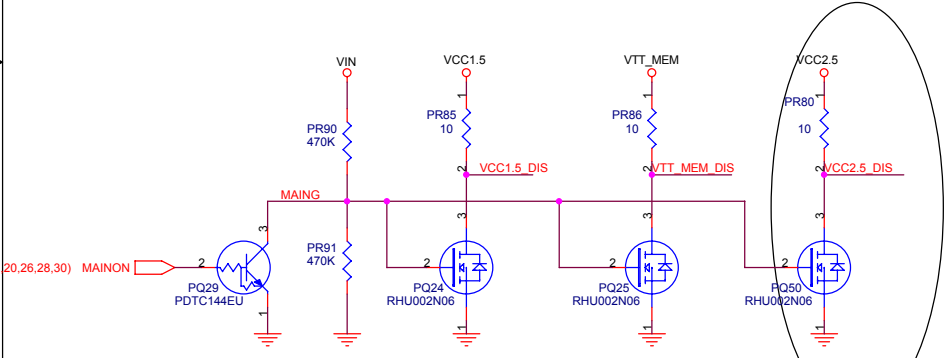 VIN
VCC1.5
VTT_MEM
VCC2.5
1
1
1
PR90
470K
PR85
10
PR86
10
PR80
10
2
VCC1.5_DIS
2
VTT_MEM_DIS
2
VCC2.5_DIS
MAING
3
3
3
3
PR91
470K
,20,26,28,30) MAINON
2
2
2
2
PQ29
PDTC144EU
PQ24
RHU002N06
PQ25
RHU002N06
PQ50
RHU002N06
1
1
1
1